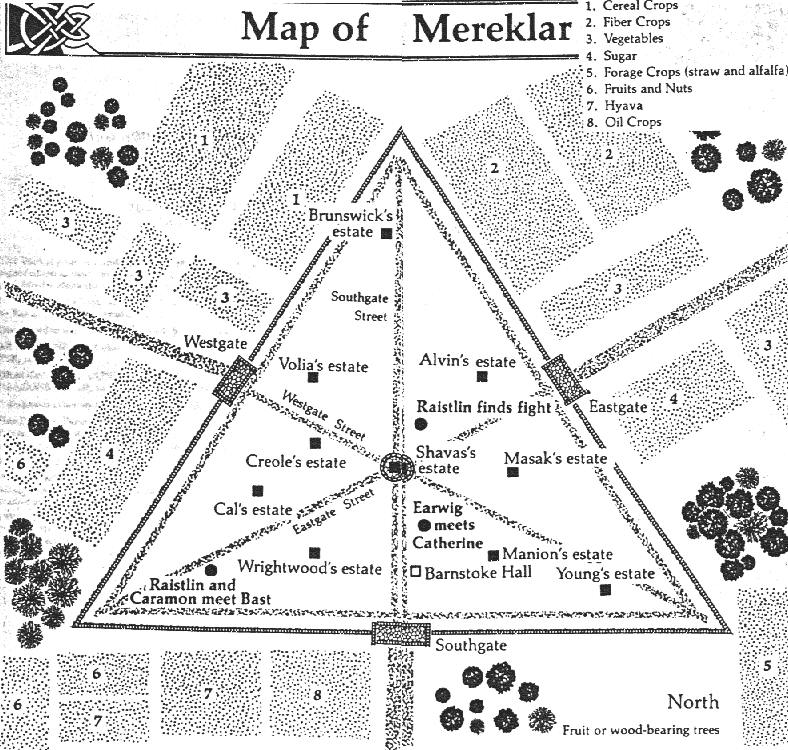 Map of Mereklar
1. Cereal Crops
2. Fiber Crops
3. Vegetables
4. Sugar
5. Forage Crops (straw and alfalfa)
6. Fruits and Nuts
7. Hyava
8. Oil Crops
1
1
2
2
3
3
3
Brunswick's
estate
Southgate
Street
3
3
Westgate
Volia's estate
Alvin's estate
Westgate Street
Raistlin finds fight
Eastgate
4
4
6
Creole's estate
Shavas's
estate
Masak's estate
Cal's estate
Eastgate Street
Earwig
meets
Catherine
Manion's estate
Wrightwood's estate
Barnstoke Hall
Young's estate
Raistlin and
Caramon meet Bast
Southgate
6
6
7
7
8
5
North
Fruit or wood-bearing trees